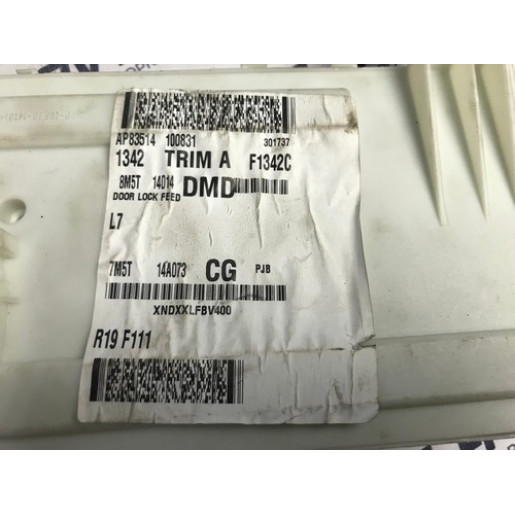 AP83514 100831 301737
1342 TRIM A F1342C
8M5T 14D14 DMD
DOOR LOCK FEED
L7
7M5T 14A073 CG PJB
XNDXXLFBV400
R19 F111